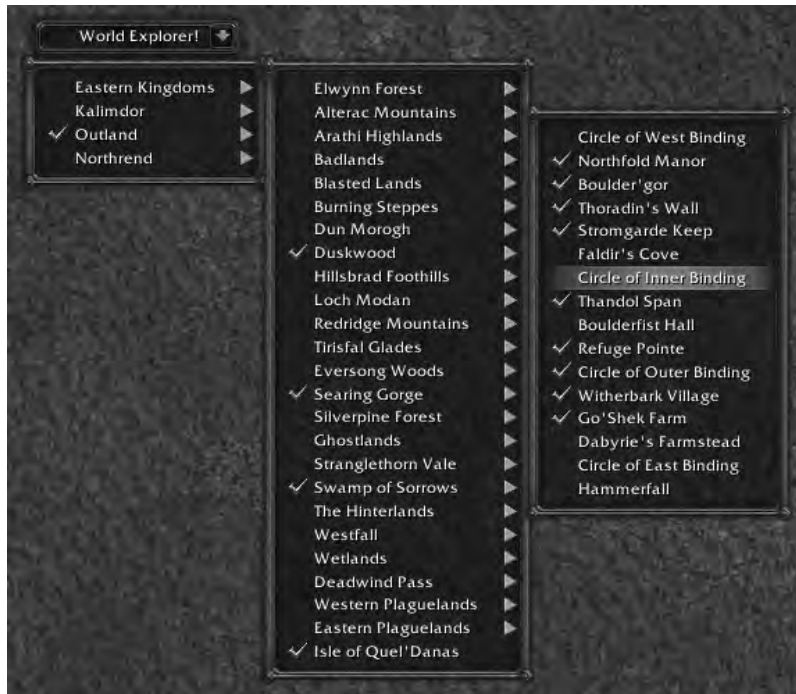 World Explorer!
Eastern Kingdoms
Kalimdor
Outland
Northrend
Elwynn Forest
Alterac Mountains
Arathi Highlands
Badlands
Blasted Lands
Burning Steppes
Dun Morogh
Duskwood
Hillsbrad Foothills
Loch Modan
Redridge Mountains
Tirisfal Glades
Eversong Woods
Searing Gorge
Silverpine Forest
Ghostlands
Stranglethorn Vale
Swamp of Sorrows
The Hinterlands
Westfall
Wetlands
Deadwind Pass
Western Plaguelands
Eastern Plaguelands
Isle of Quel'Danas
Circle of West Binding
Northfold Manor
Boulder'gor
Thoradin's Wall
Stromgarde Keep
Faldir's Cove
Circle of Inner Binding
Thandol Span
Boulderfist Hall
Refuge Pointe
Circle of Outer Binding
Witherbark Village
Go'Shek Farm
Dabyrie's Farmstead
Circle of East Binding
Hammerfall